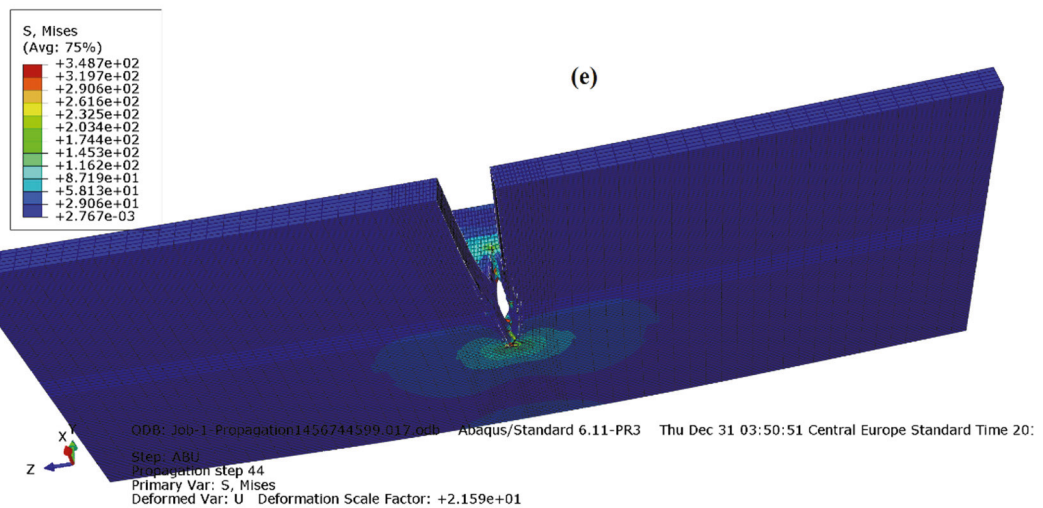 S, Mises
(Avg: 75%)
+3.487e+02
+3.197e+02
+2.906e+02
+2.616e+02
+2.325e+02
+2.034e+02
+1.744e+02
+1.453e+02
+1.162e+02
+8.719e+01
+5.813e+01
+2.906e+01
+2.767e-03
(e)
Y
X
Z
ODB: Job-1-Propagation1456744599.017.odb Abaqus/Standard 6.11-PR3 Thu Dec 31 03:50:51 Central Europe Standard Time 20
Step: ABU
Propagation step 44
Primary Var: S, Mises
Deformed Var: U Deformation Scale Factor: +2.159e+01